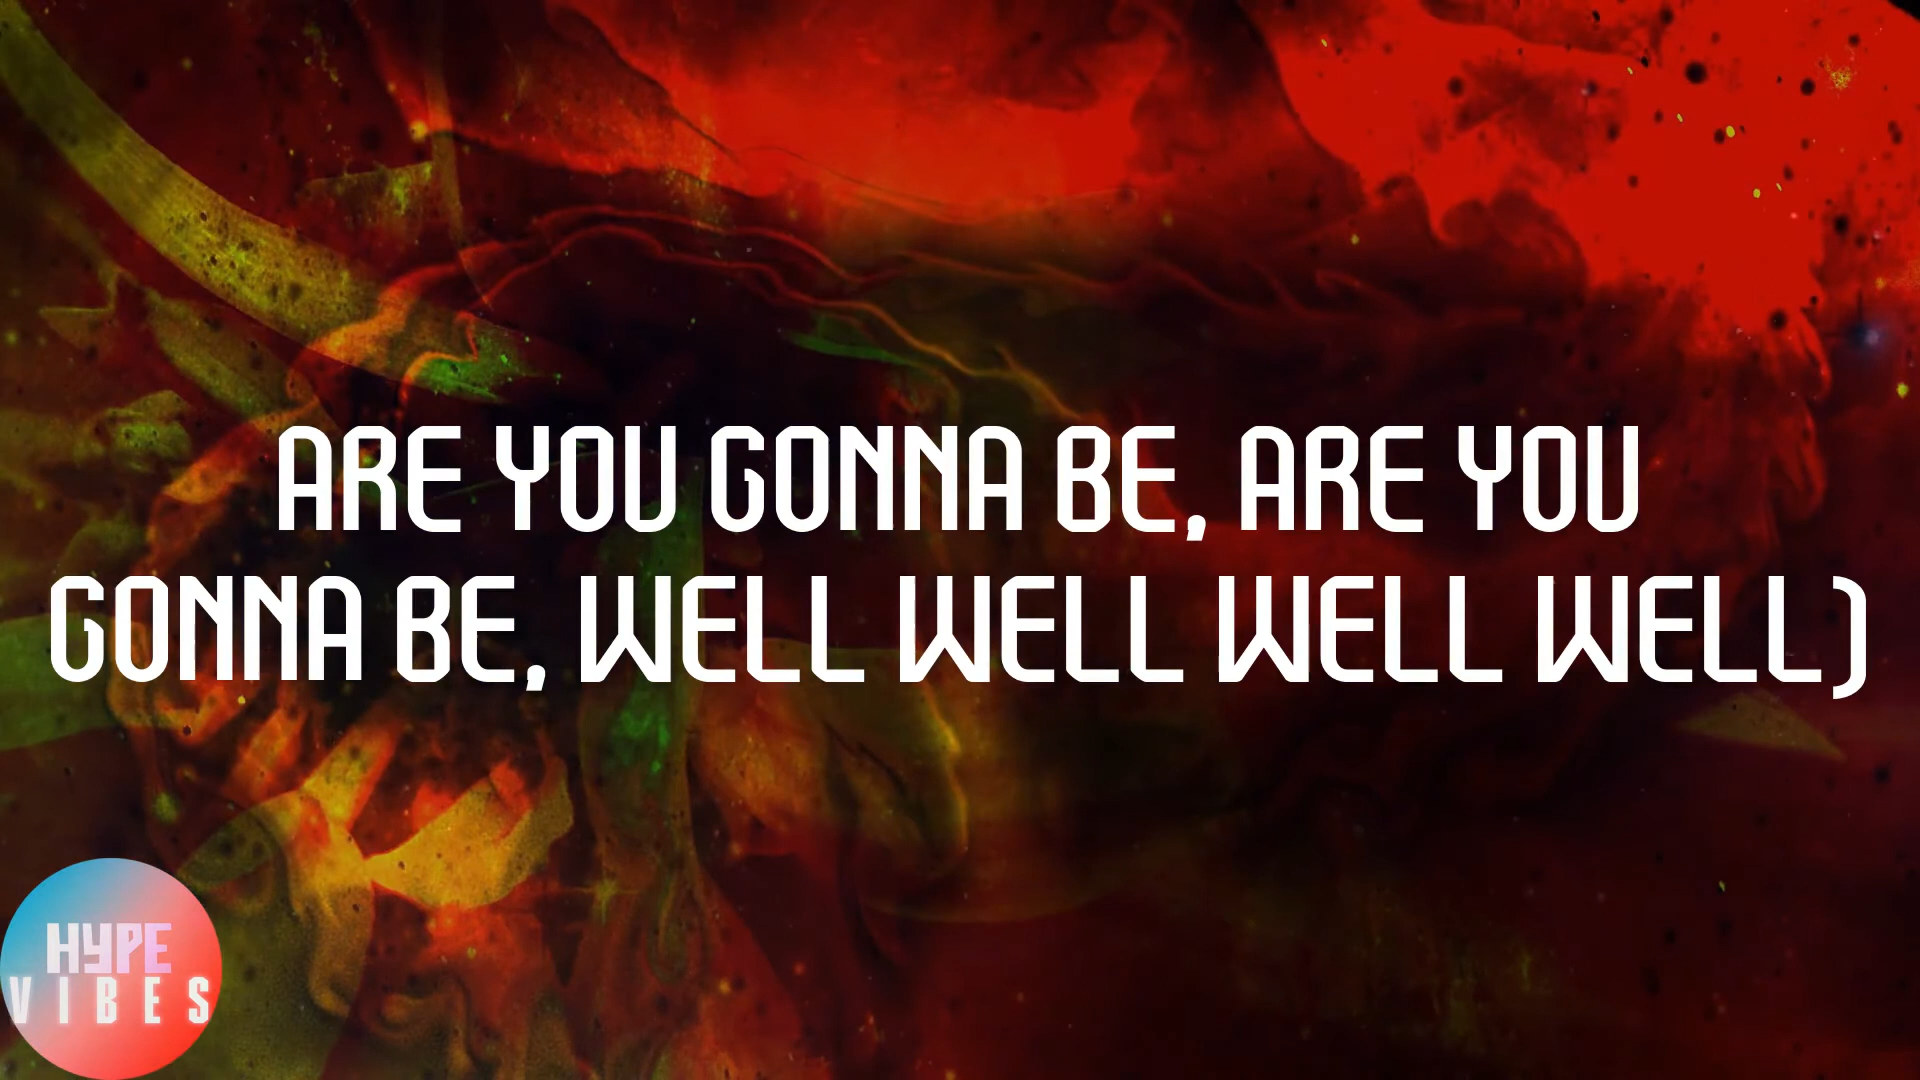 ARE YOU GONNA BE, ARE YOU
GONNA BE, WELL WELL WELL WELL)
HYPE
VIBES